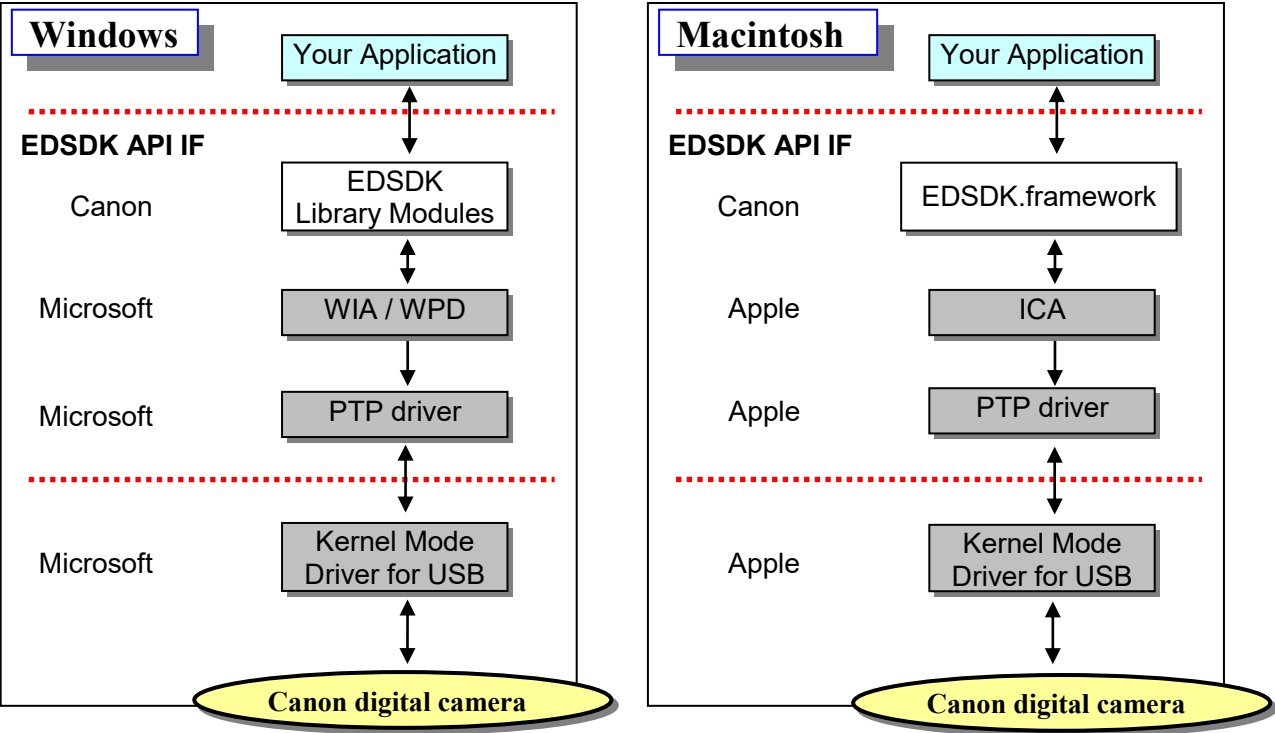 Windows
Your Application
EDSDK API IF
Canon
EDSDK
Library Modules
Microsoft
WIA / WPD
Microsoft
PTP driver
Microsoft
Kernel Mode
Driver for USB
Canon digital camera
Macintosh
Your Application
EDSDK API IF
Canon
EDSDK.framework
Apple
ICA
Apple
PTP driver
Apple
Kernel Mode
Driver for USB
Canon digital camera